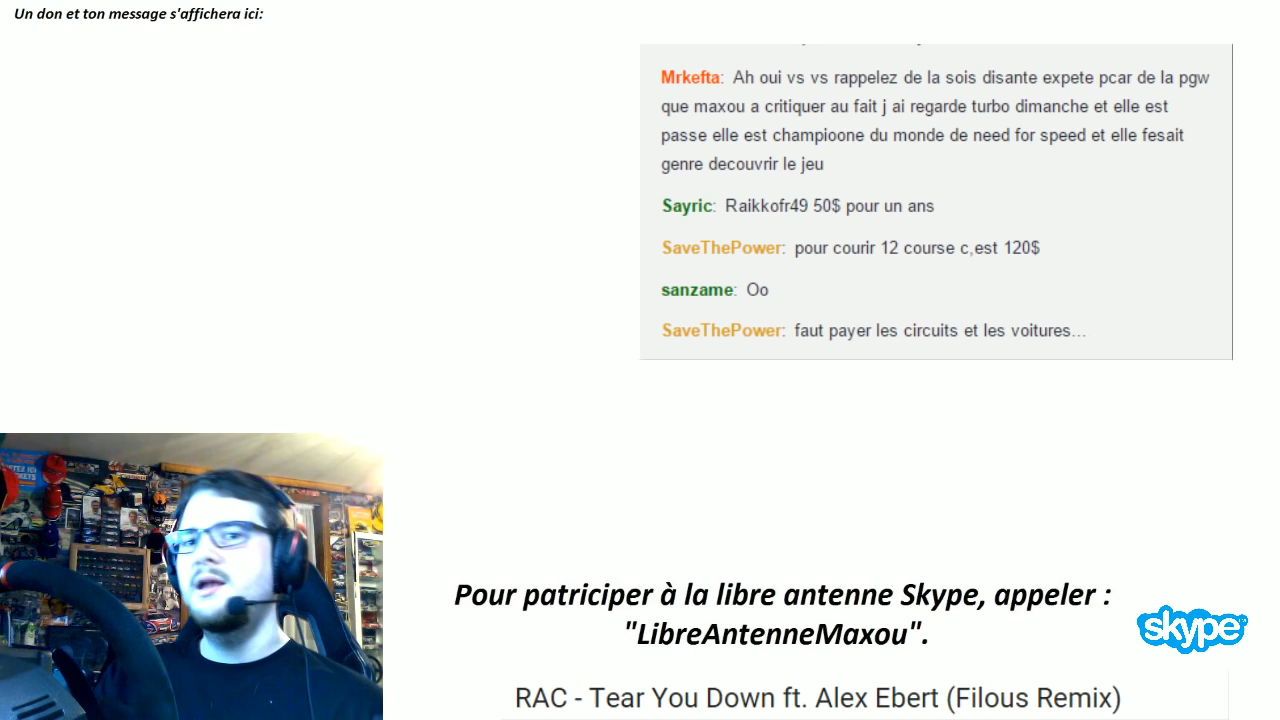 Un don et ton message s'affichera ici:
Mrkefta: Ah oui vs vs rappelez de la sois disante expete pcar de la pgw
que maxou a critiquer au fait j ai regarde turbo dimanche et elle est
passe elle est champioone du monde de need for speed et elle fesait
genre decouvrir le jeu
Sayric: Raikkofr49 50$ pour un ans
SaveThePower: pour courir 12 course c,est 120$
sanzame: Oo
SaveThePower: faut payer les circuits et les voitures...
Pour patriciper à la libre antenne Skype, appeler :
"LibreAntenneMaxou".
skype™
RAC - Tear You Down ft. Alex Ebert (Filous Remix)